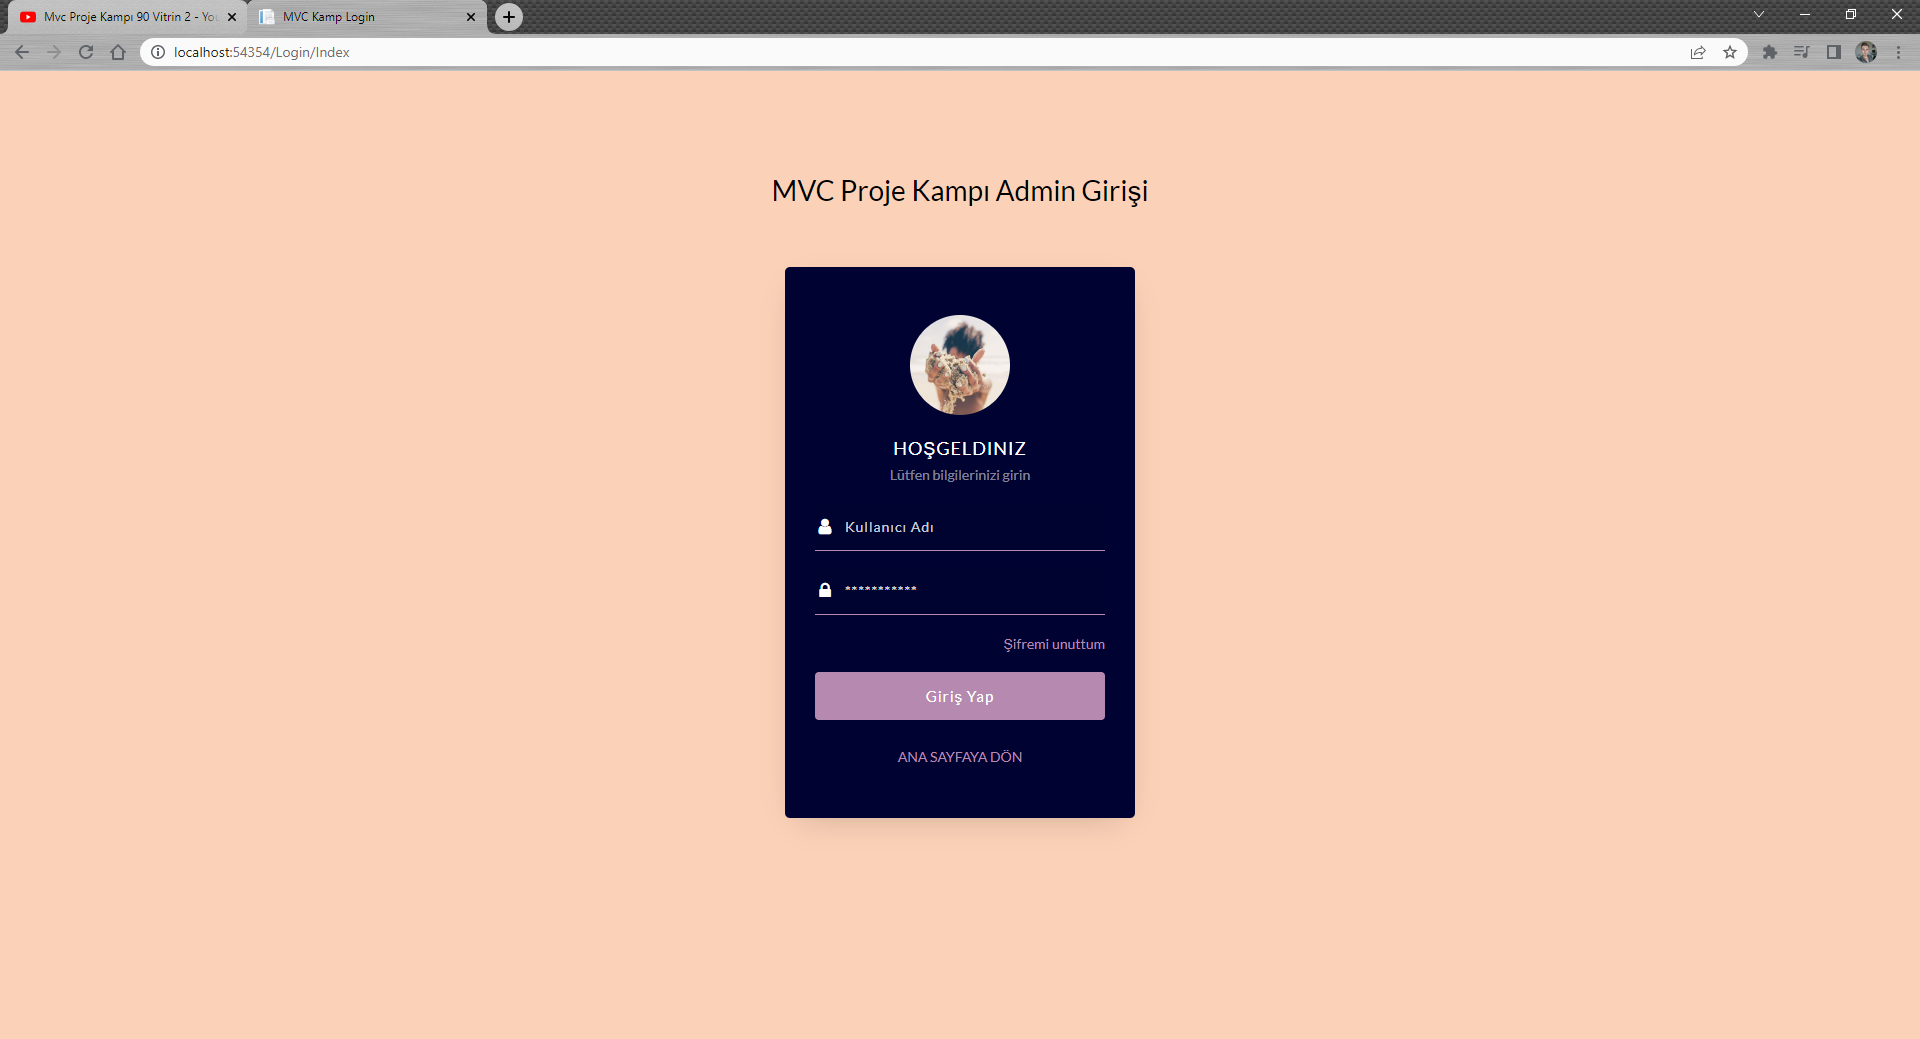 Mvc Proje Kampı 90 Vitrin 2 - You
MVC Kamp Login
localhost:54354/Login/Index
MVC Proje Kampı Admin Girişi
HOŞGELDINIZ
Lütfen bilgilerinizi girin
Kullanıcı Adı
***********
Şifremi unuttum
Giriş Yap
ANA SAYFAYA DÖN